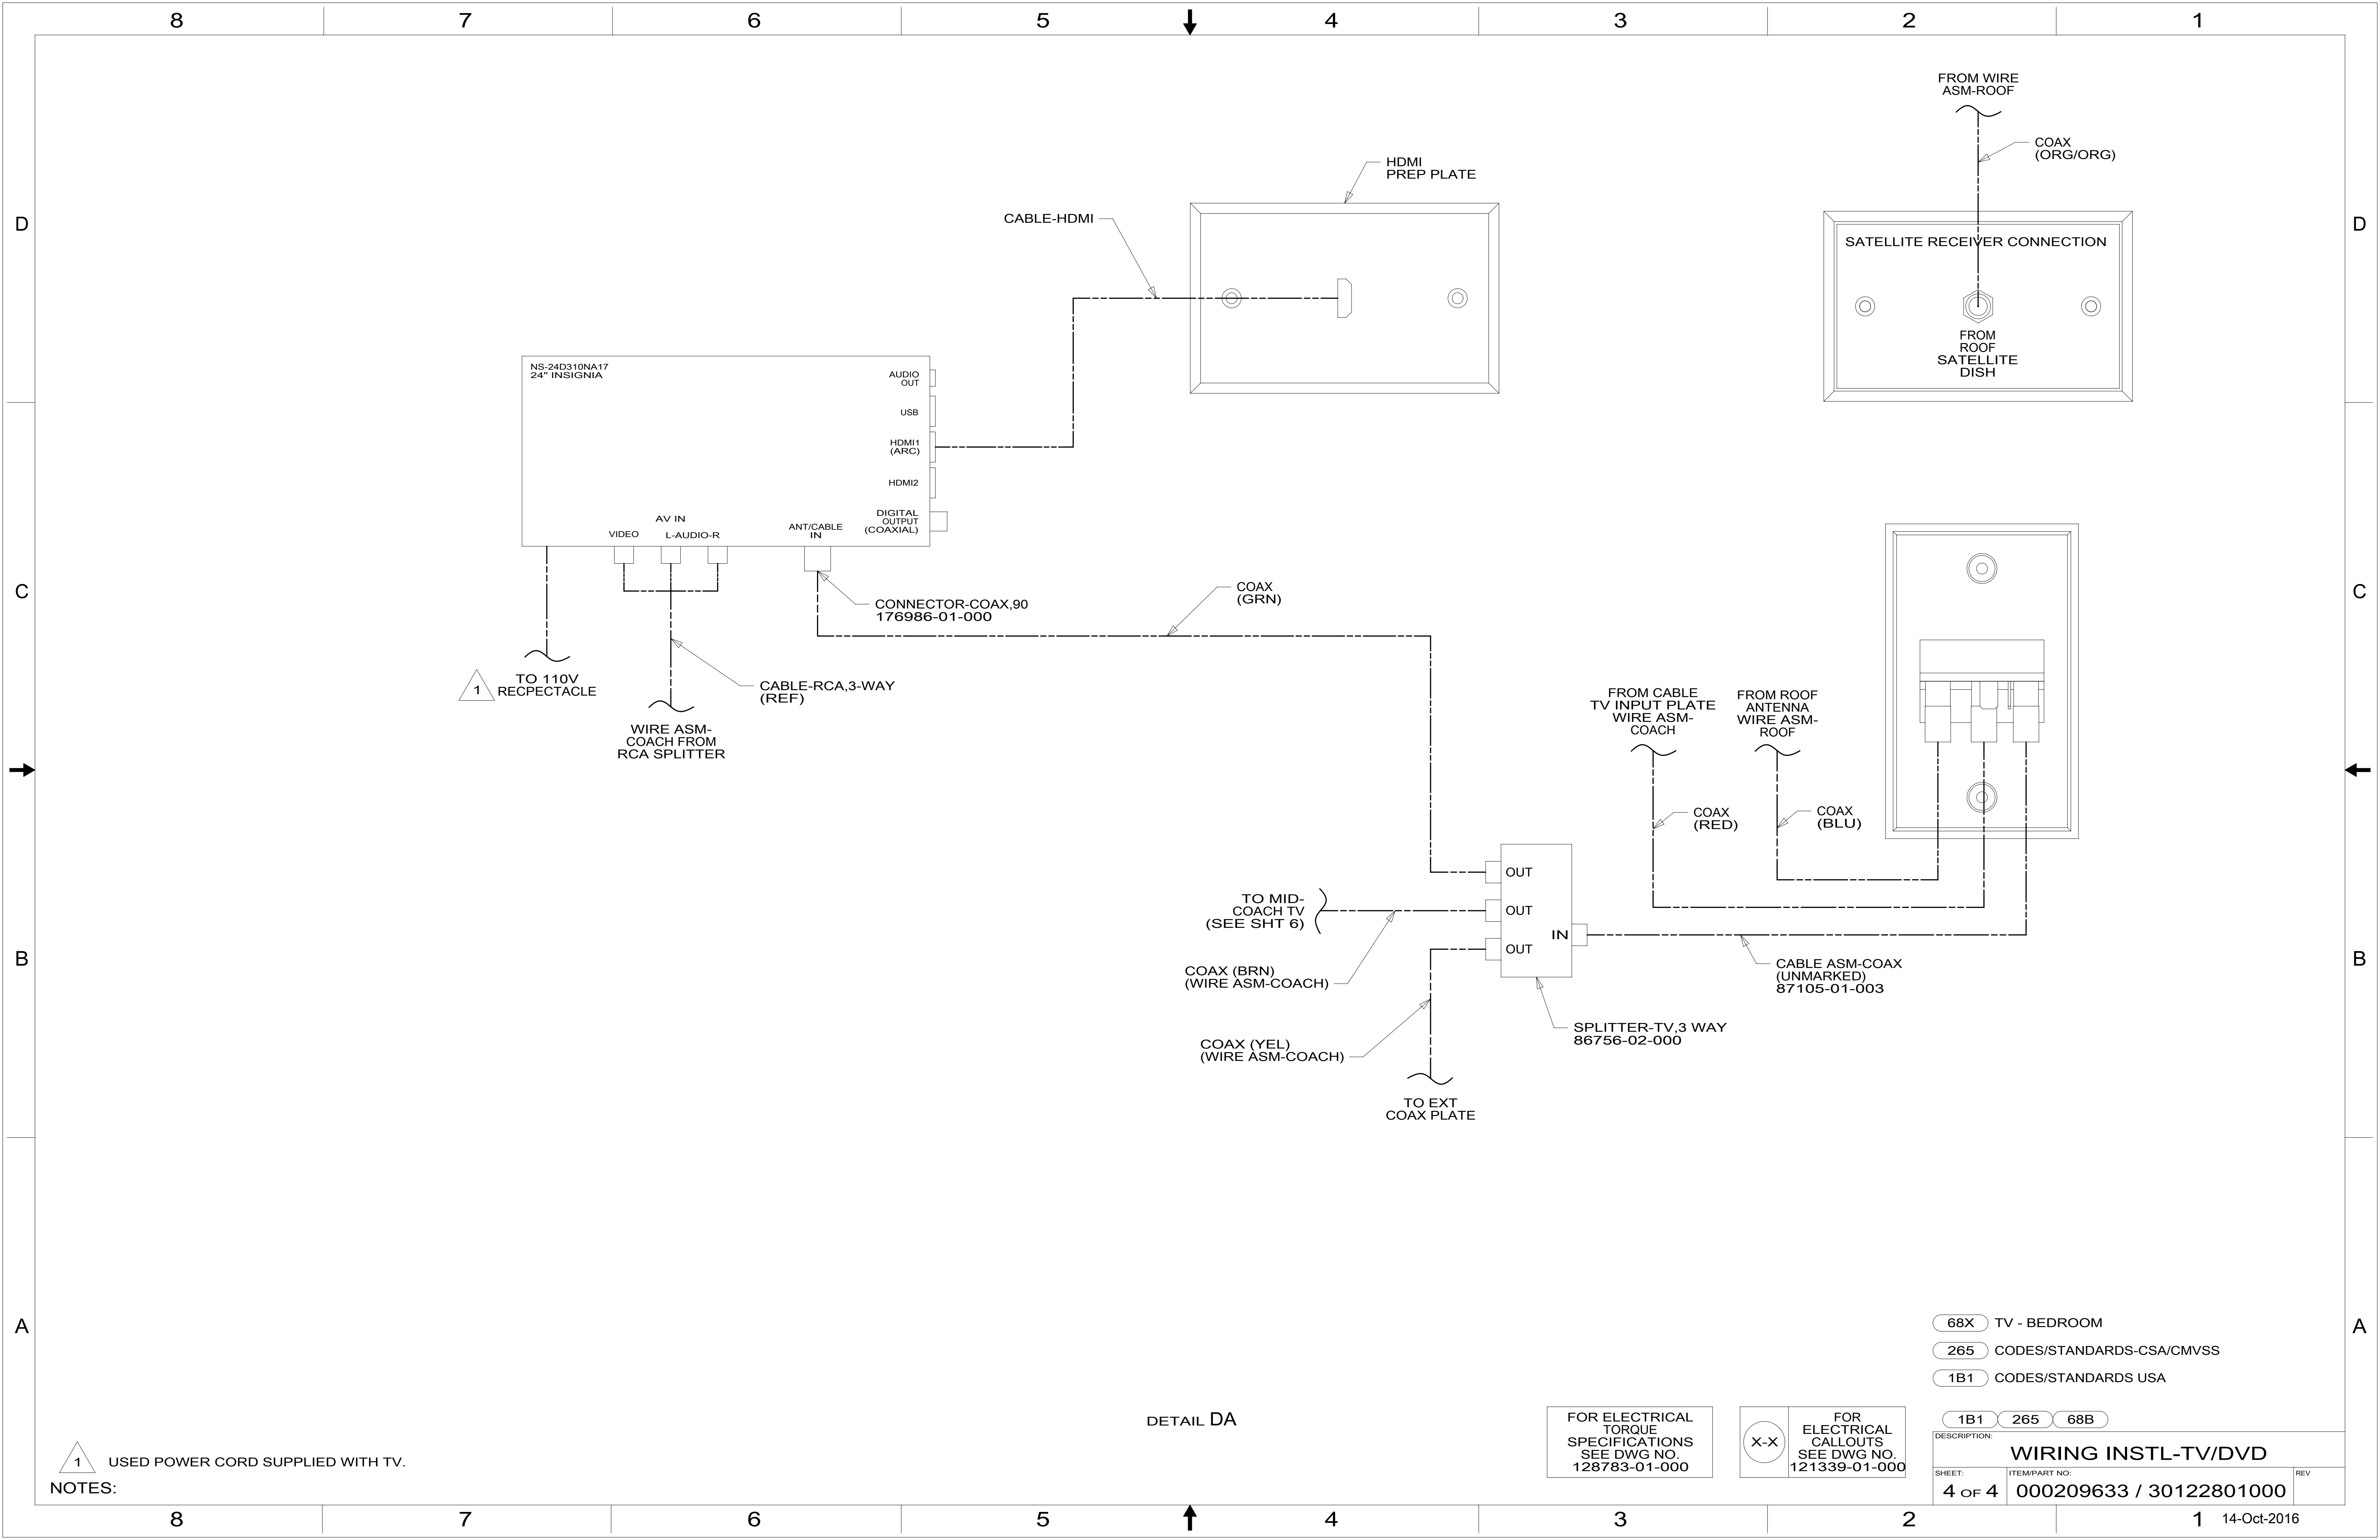 8 7 6 5 4 3 2 1
FROM WIRE
ASM-ROOF
COAX
(ORG/ORG)
HDMI
PREP PLATE
CABLE-HDMI
D D
SATELLITE RECEIVER CONNECTION
FROM
ROOF
SATELLITE
DISH
NS-24D310NA17
24" INSIGNIA
AUDIO
OUT
USB
HDMI1
(ARC)
HDMI2
DIGITAL
OUTPUT
(COAXIAL)
AV IN
VIDEO
L-AUDIO-R
ANT/CABLE
IN
C C
CONNECTOR-COAX,90
176986-01-000
COAX
(GRN)
1
TO 110V
RECPECTACLE
CABLE-RCA,3-WAY
(REF)
WIRE ASM-
COACH FROM
RCA SPLITTER
FROM CABLE
TV INPUT PLATE
WIRE ASM-
COACH
FROM ROOF
ANTENNA
WIRE ASM-
ROOF
COAX
(RED)
COAX
(BLU)
OUT
OUT
OUT
IN
TO MID-
COACH TV
(SEE SHT 6)
B B
COAX (BRN)
(WIRE ASM-COACH)
CABLE ASM-COAX
(UNMARKED)
87105-01-003
SPLITTER-TV,3 WAY
86756-02-000
COAX (YEL)
(WIRE ASM-COACH)
TO EXT
COAX PLATE
A A
68X TV - BEDROOM
265 CODES/STANDARDS-CSA/CMVSS
1B1 CODES/STANDARDS USA
DETAIL DA
FOR ELECTRICAL
TORQUE
SPECIFICATIONS
SEE DWG NO.
128783-01-000
X-X
FOR
ELECTRICAL
CALLOUTS
SEE DWG NO.
121339-01-000
1B1 265 68B
DESCRIPTION:
WIRING INSTL-TV/DVD
SHEET:
4 OF 4
ITEM/PART NO:
000209633 / 30122801000
REV
1 USED POWER CORD SUPPLIED WITH TV.
NOTES:
8 7 6 5 4 3 2 1
14-Oct-2016